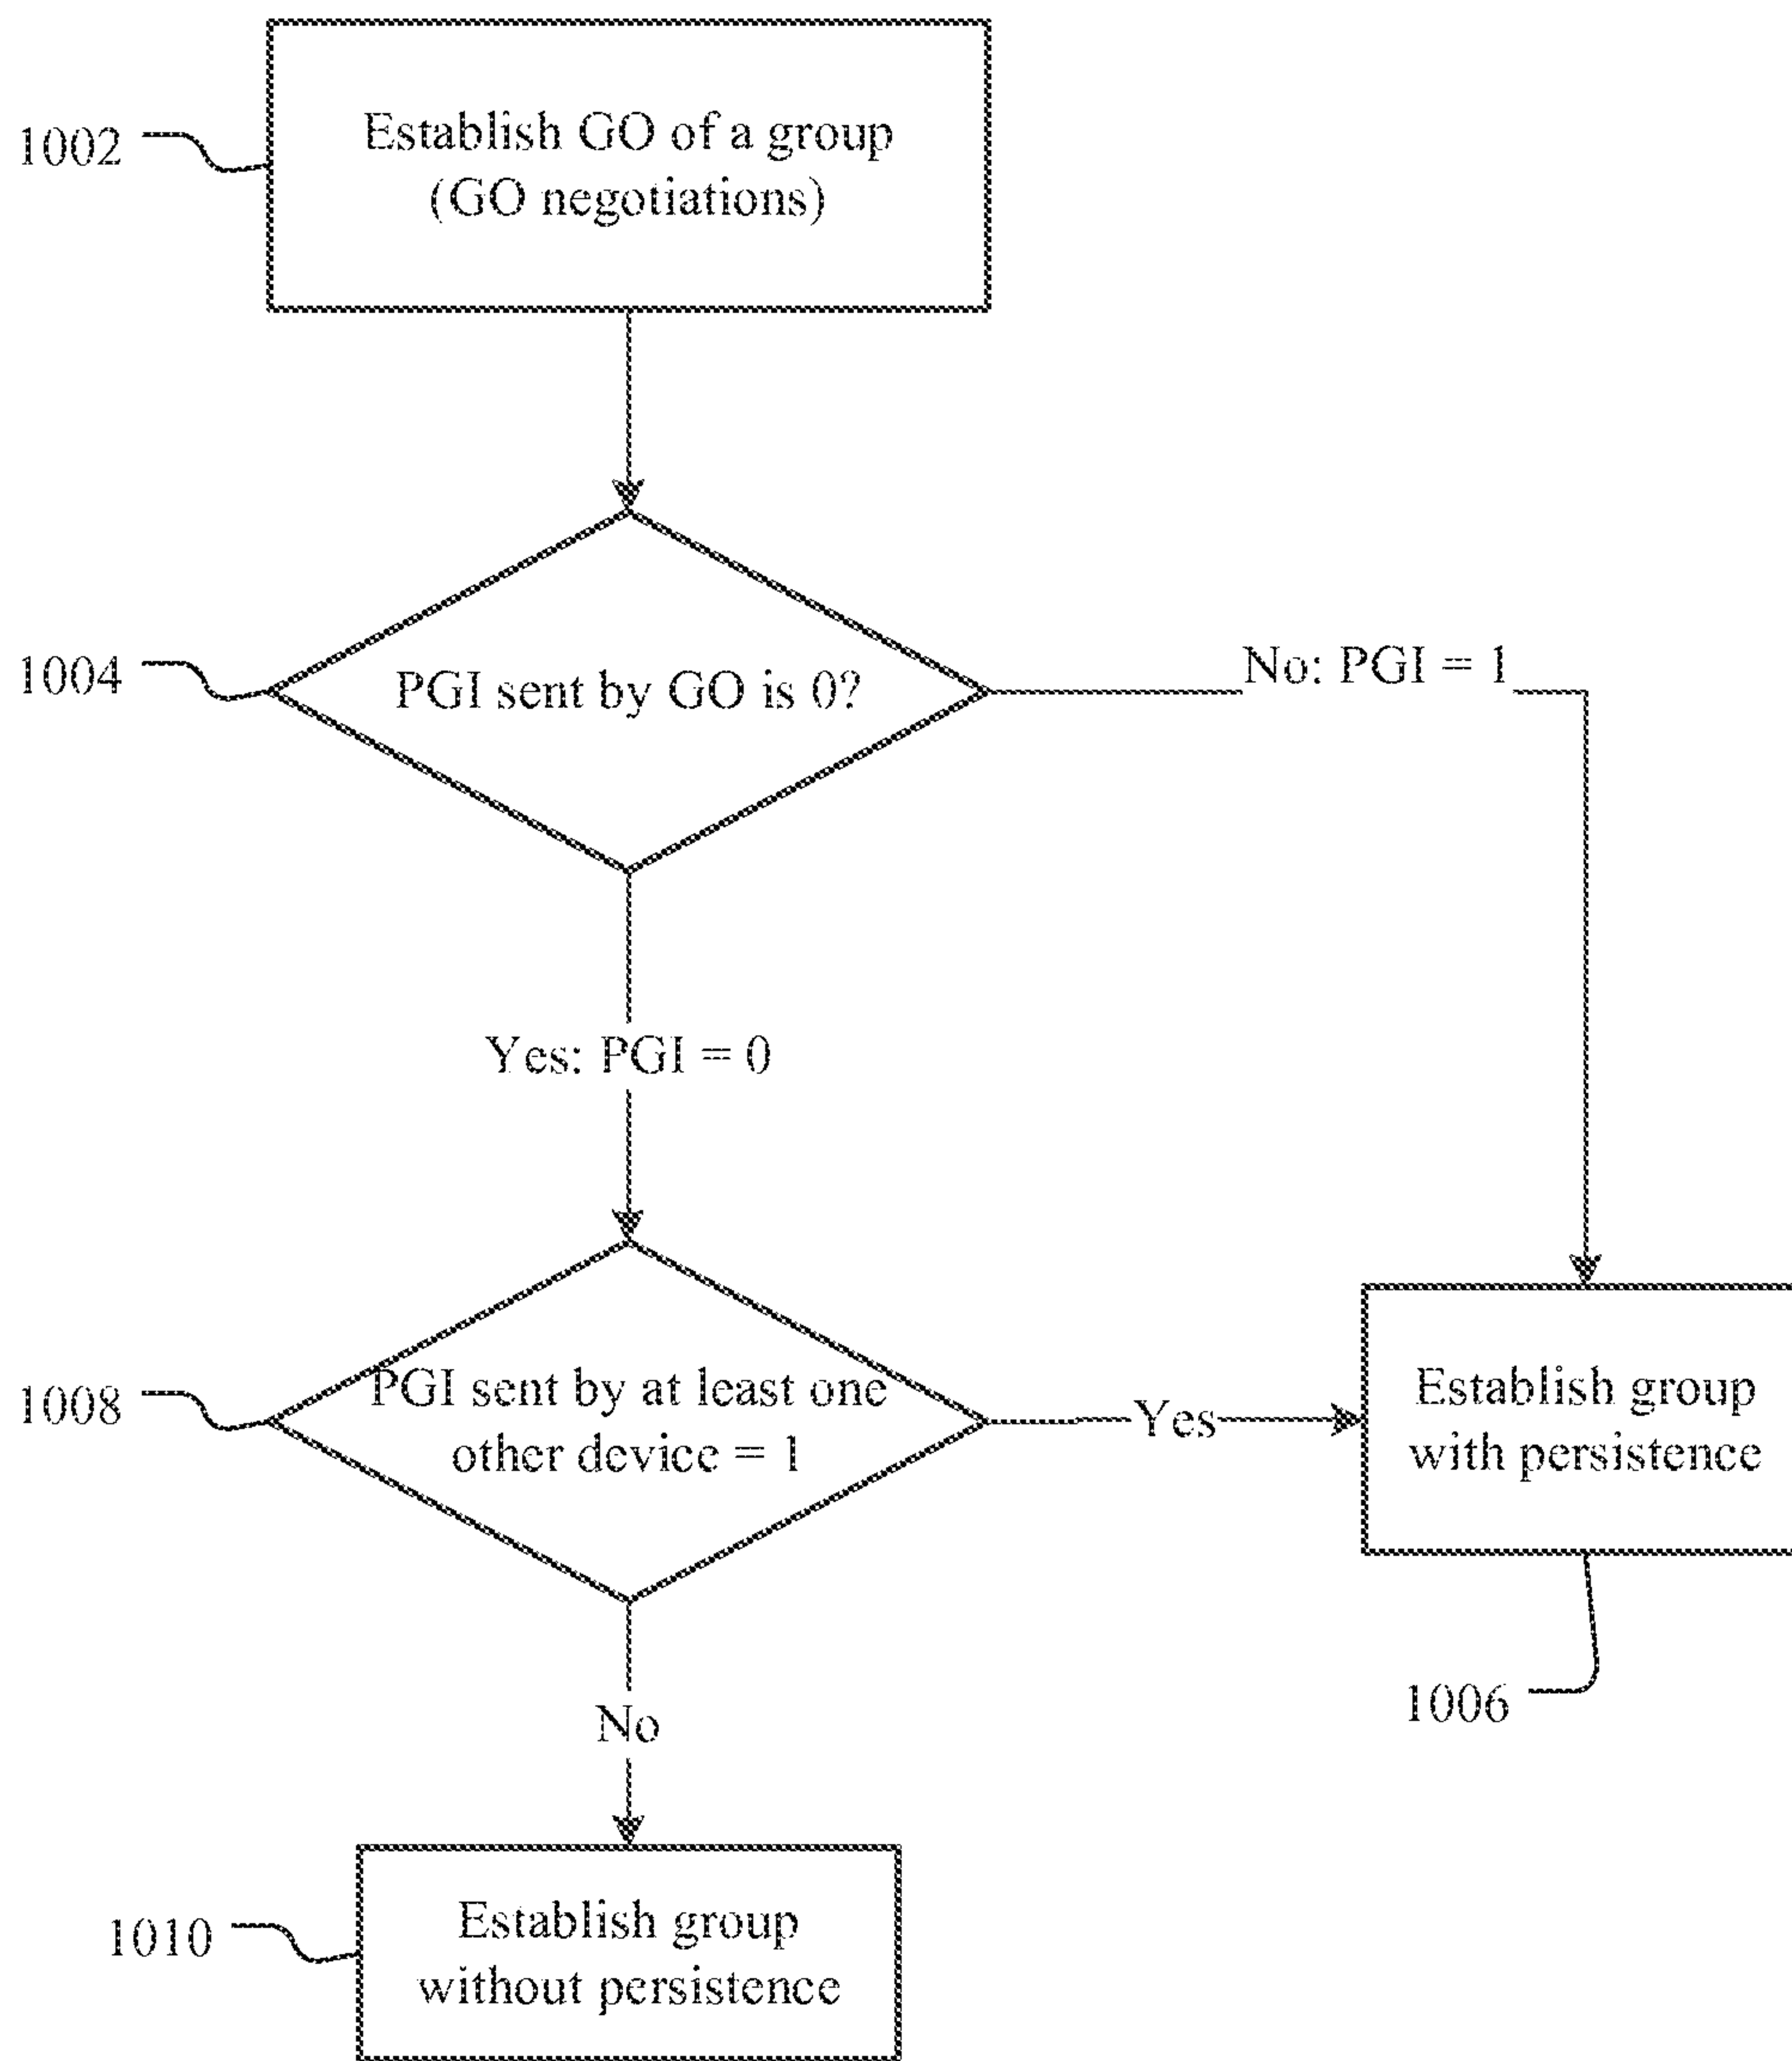 1002
Establish GO of a group
(GO negotiations)
1004
PGI sent by GO is 0?
No: PGI = 1
Yes: PGI = 0
1008
PGI sent by at least one
other device = 1
Yes
Establish group
with persistence
1006
No
1010
Establish group
without persistence